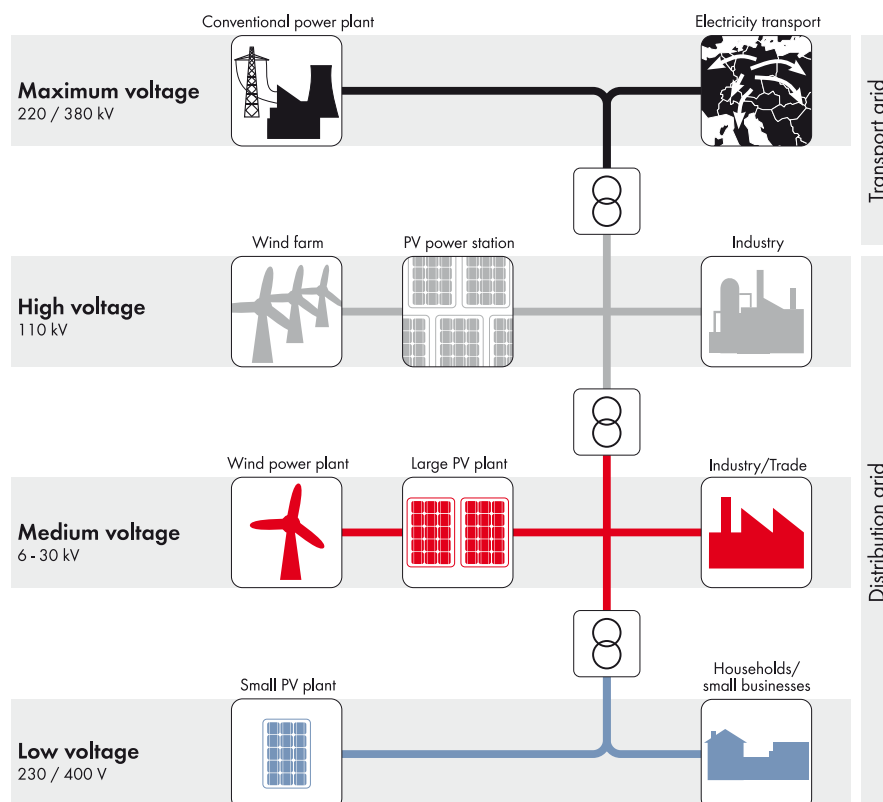 Conventional power plant
Electricity transport
Maximum voltage
220 / 380 kV
Transport grid
Wind farm
PV power station
Industry
High voltage
110 kV
Wind power plant
Large PV plant
Industry/Trade
Medium voltage
6 - 30 kV
Distribution grid
Small PV plant
Households/
small businesses
Low voltage
230 / 400 V